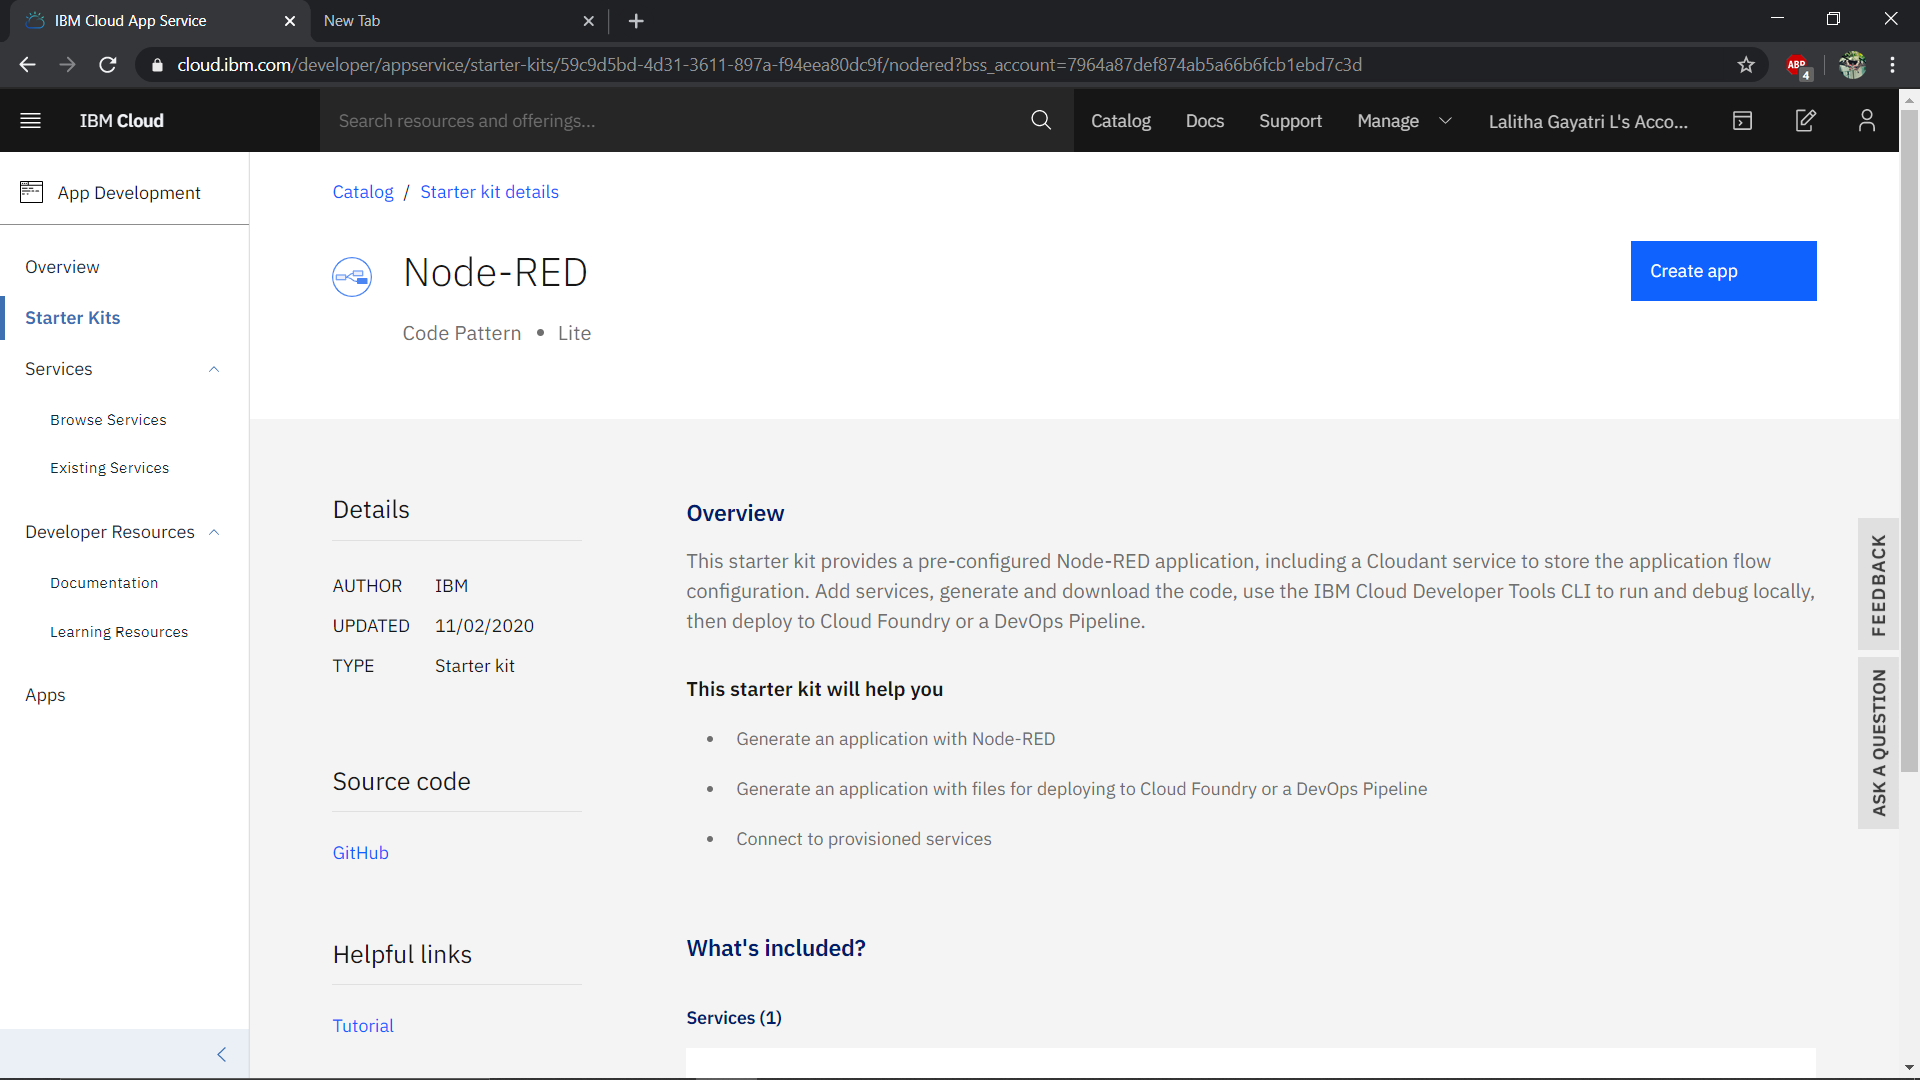 IBM Cloud App Service
New Tab
cloud.ibm.com/developer/appservice/starter-kits/59c9d5bd-4d31-3611-897a-f94eea80dc9f/nodered?bss_account=7964a87def874ab5a66b6fcb1ebd7c3d
ABP
4
IBM Cloud
Search resources and offerings...
Catalog
Docs
Support
Manage
Lalitha Gayatri L's Acco...
App Development
Overview
Starter Kits
Services
Browse Services
Existing Services
Developer Resources
Documentation
Learning Resources
Apps
Catalog / Starter kit details
Node-RED
Code Pattern • Lite
Create app
Details
AUTHOR IBM
UPDATED 11/02/2020
TYPE Starter kit
Source code
GitHub
Helpful links
Tutorial
Overview
This starter kit provides a pre-configured Node-RED application, including a Cloudant service to store the application flow
configuration. Add services, generate and download the code, use the IBM Cloud Developer Tools CLI to run and debug locally,
then deploy to Cloud Foundry or a DevOps Pipeline.
This starter kit will help you
• Generate an application with Node-RED
• Generate an application with files for deploying to Cloud Foundry or a DevOps Pipeline
• Connect to provisioned services
What's included?
Services (1)
FEEDBACK
ASK A QUESTION